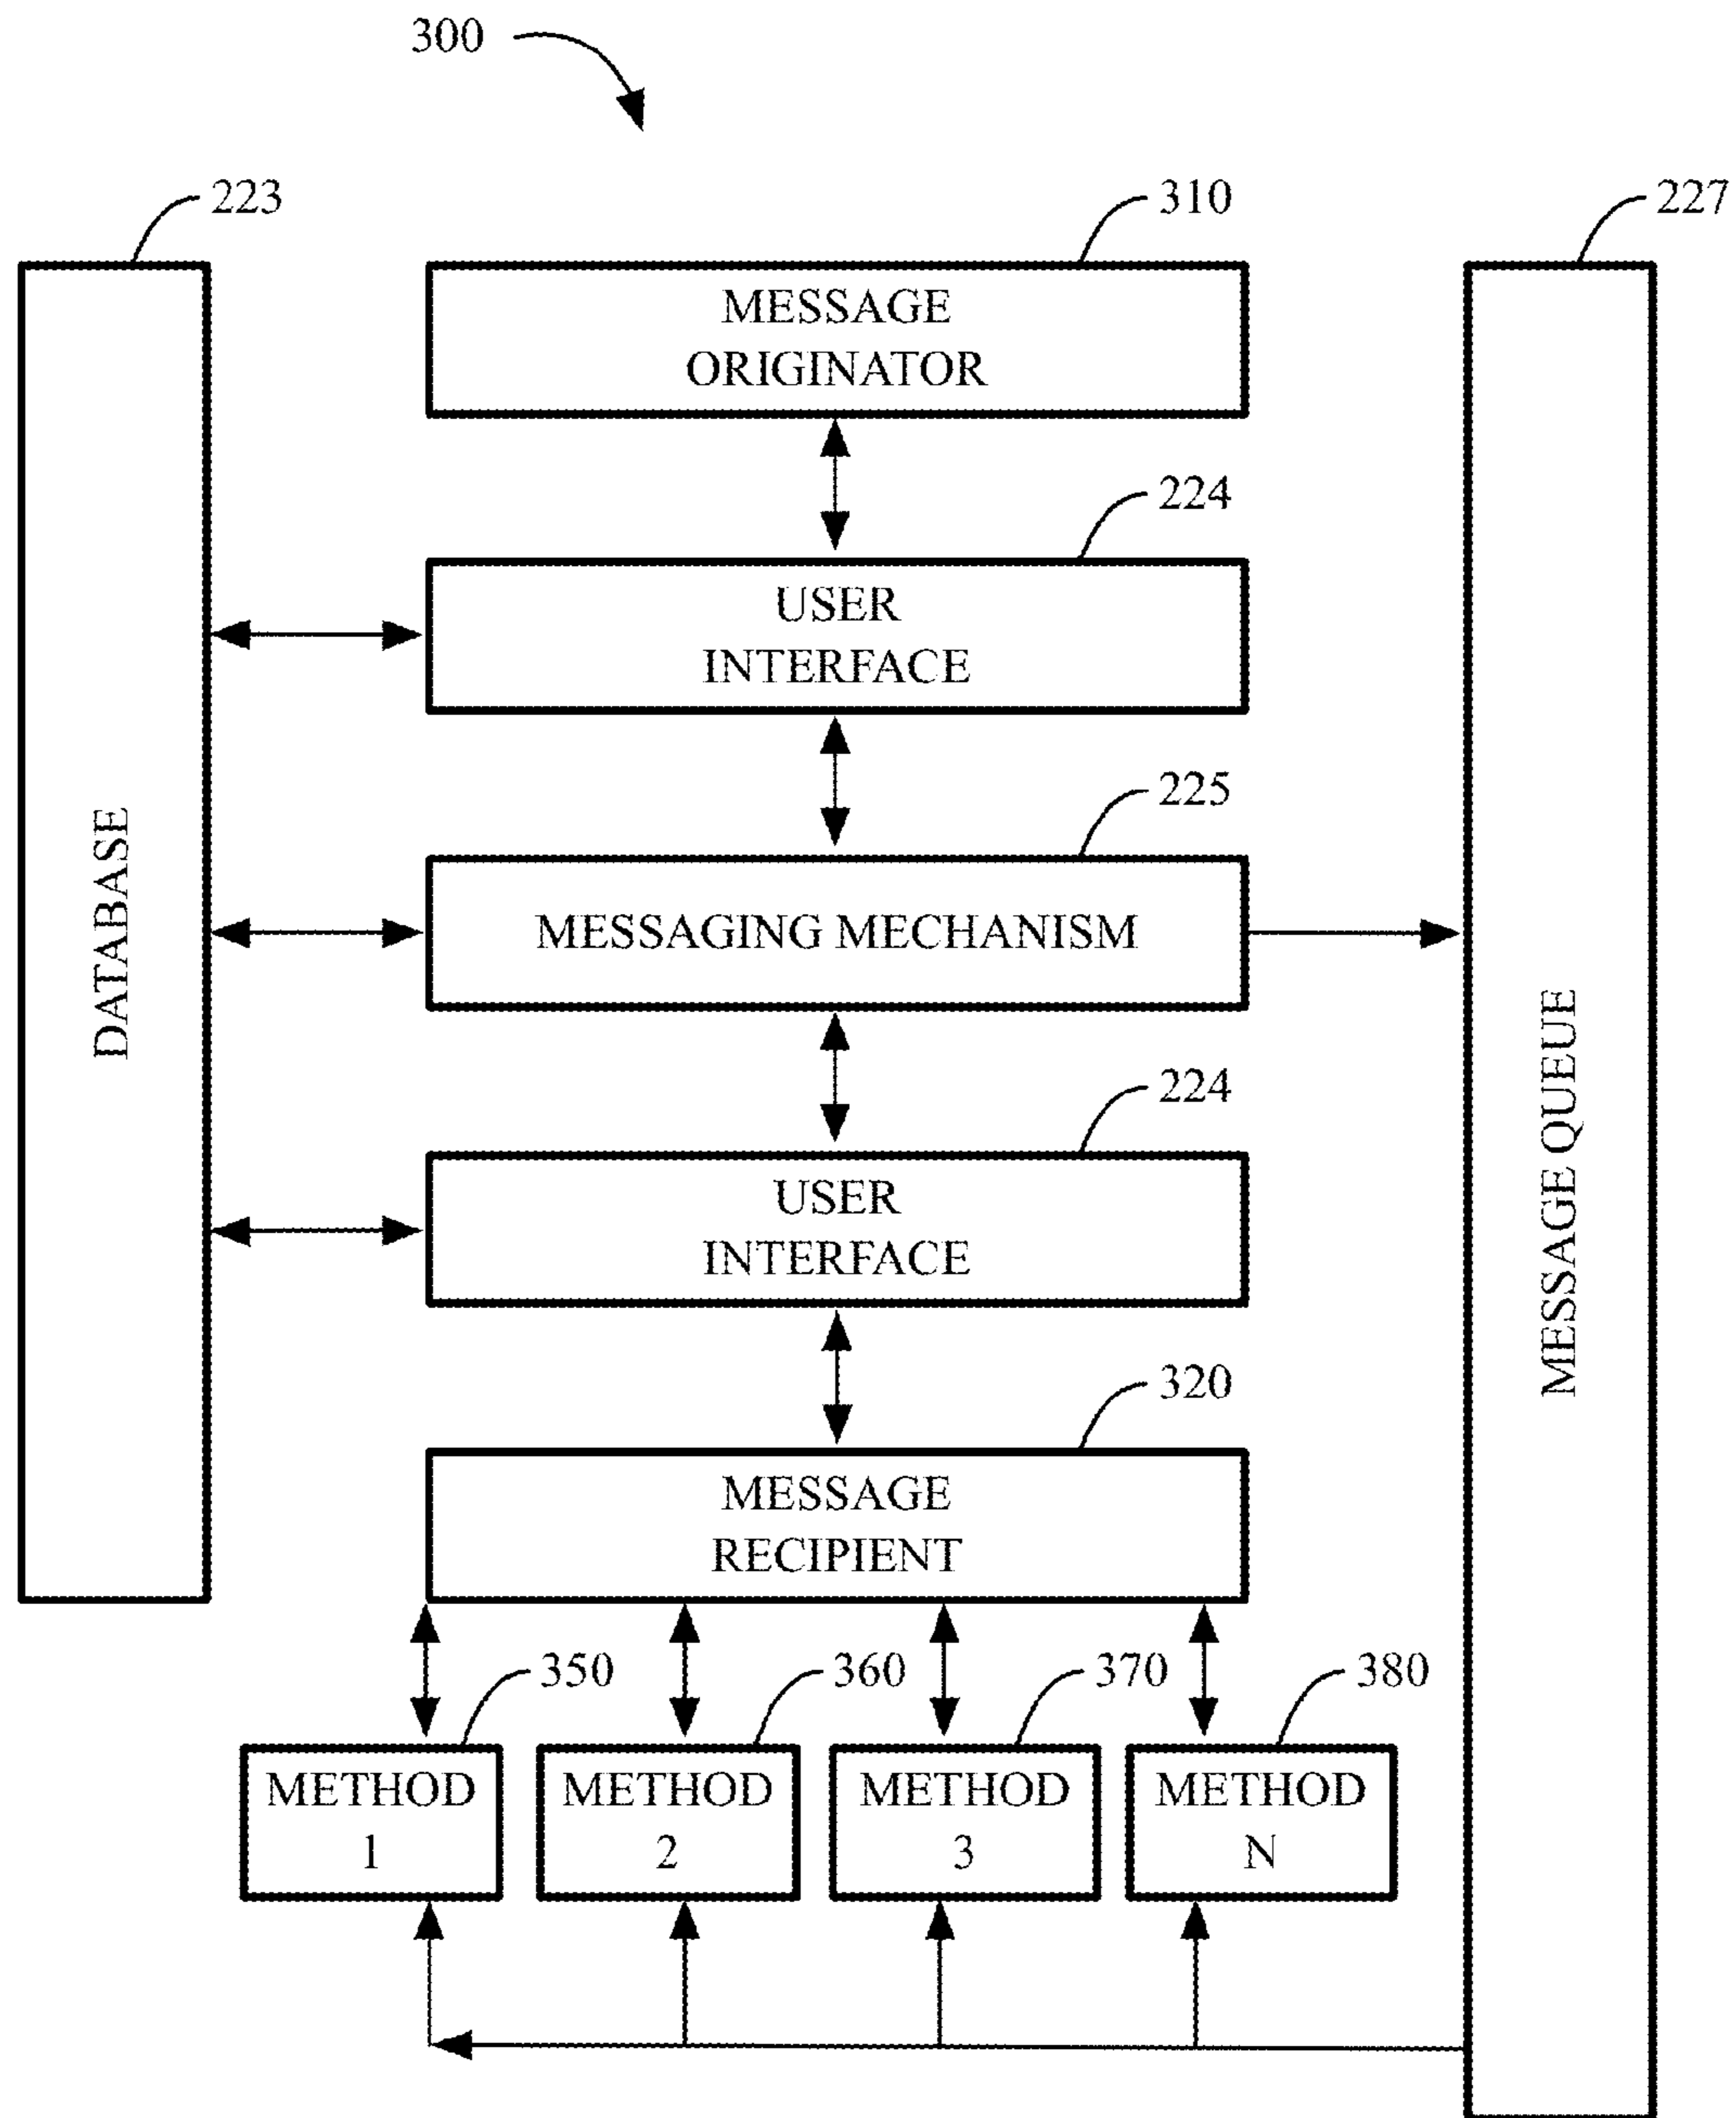 300
223
310
227
MESSAGE
ORIGINATOR
224
USER
INTERFACE
225
DATABASE
MESSAGING MECHANISM
MESSAGE QUEUE
224
USER
INTERFACE
320
MESSAGE
RECIPIENT
350
360
370
380
METHOD
1
METHOD
2
METHOD
3
METHOD
N